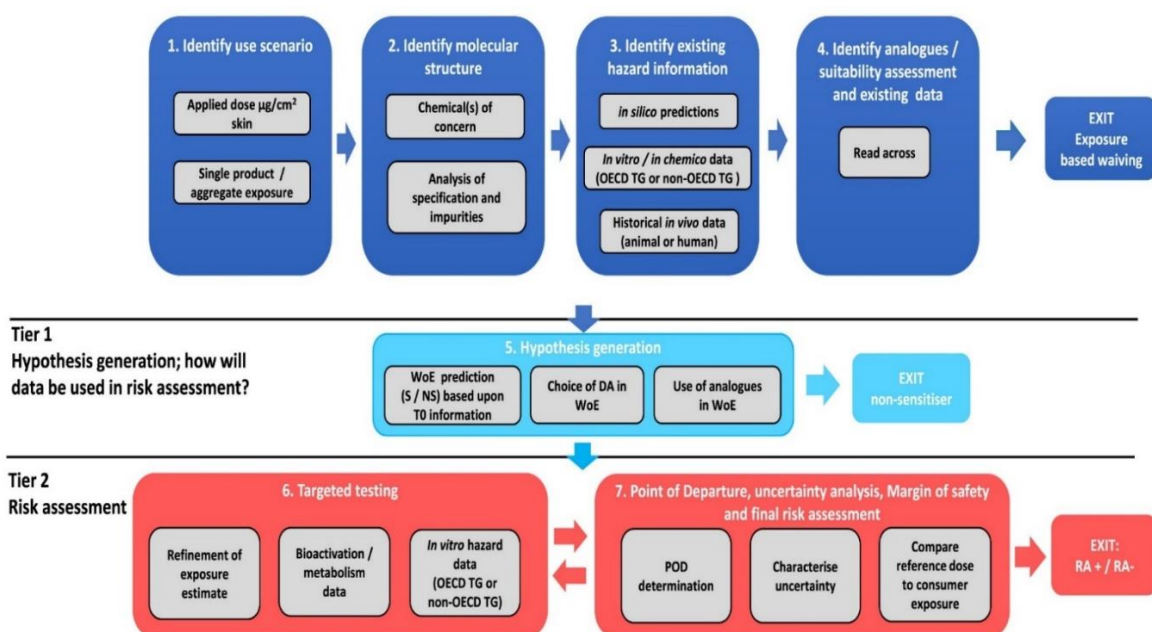 1. Identify use scenario
Applied dose µg/cm²
skin
Single product /
aggregate exposure
2. Identify molecular
structure
Chemical(s) of
concern
Analysis of
specification and
impurities
3. Identify existing
hazard information
in silico predictions
In vitro / in chemico data
(OECD TG or non-OECD TG )
Historical in vivo data
(animal or human)
4. Identify analogues /
suitability assessment
and existing data
Read across
EXIT
Exposure
based waiving
Tier 1
Hypothesis generation; how will
data be used in risk assessment?
5. Hypothesis generation
WoE prediction
(S / NS) based upon
T0 information
Choice of DA in
WoE
Use of analogues
in WoE
EXIT
non-sensitiser
Tier 2
Risk assessment
6. Targeted testing
Refinement of
exposure
estimate
Bioactivation /
metabolism
data
In vitro hazard
data
(OECD TG or
non-OECD TG)
7. Point of Departure, uncertainty analysis, Margin of safety
and final risk assessment
POD
determination
Characterise
uncertainty
Compare
reference dose
to consumer
exposure
EXIT:
RA + / RA-